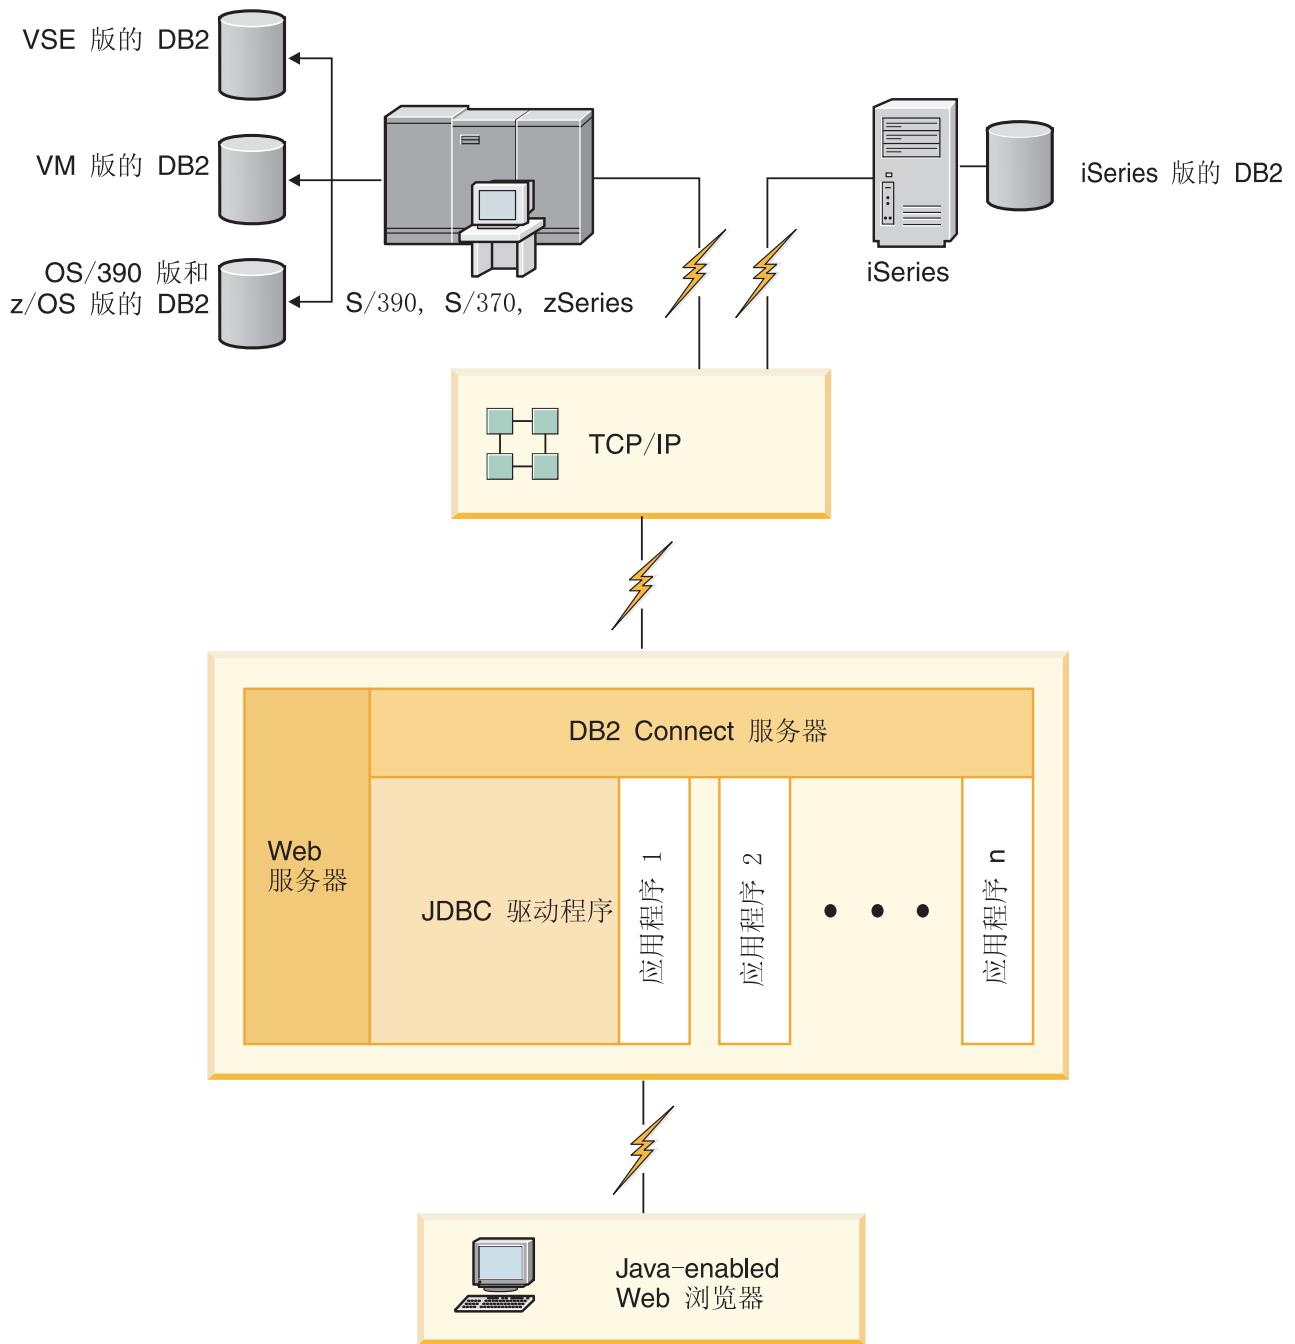 VSE 版的 DB2
VM 版的 DB2
OS/390 版和
z/OS 版的 DB2
S/390, S/370, zSeries
iSeries
iSeries 版的 DB2
TCP/IP
DB2 Connect 服务器
Web
服务器
JDBC 驱动程序
应用程序 1
应用程序 2
应用程序 n
Java-enabled
Web 浏览器